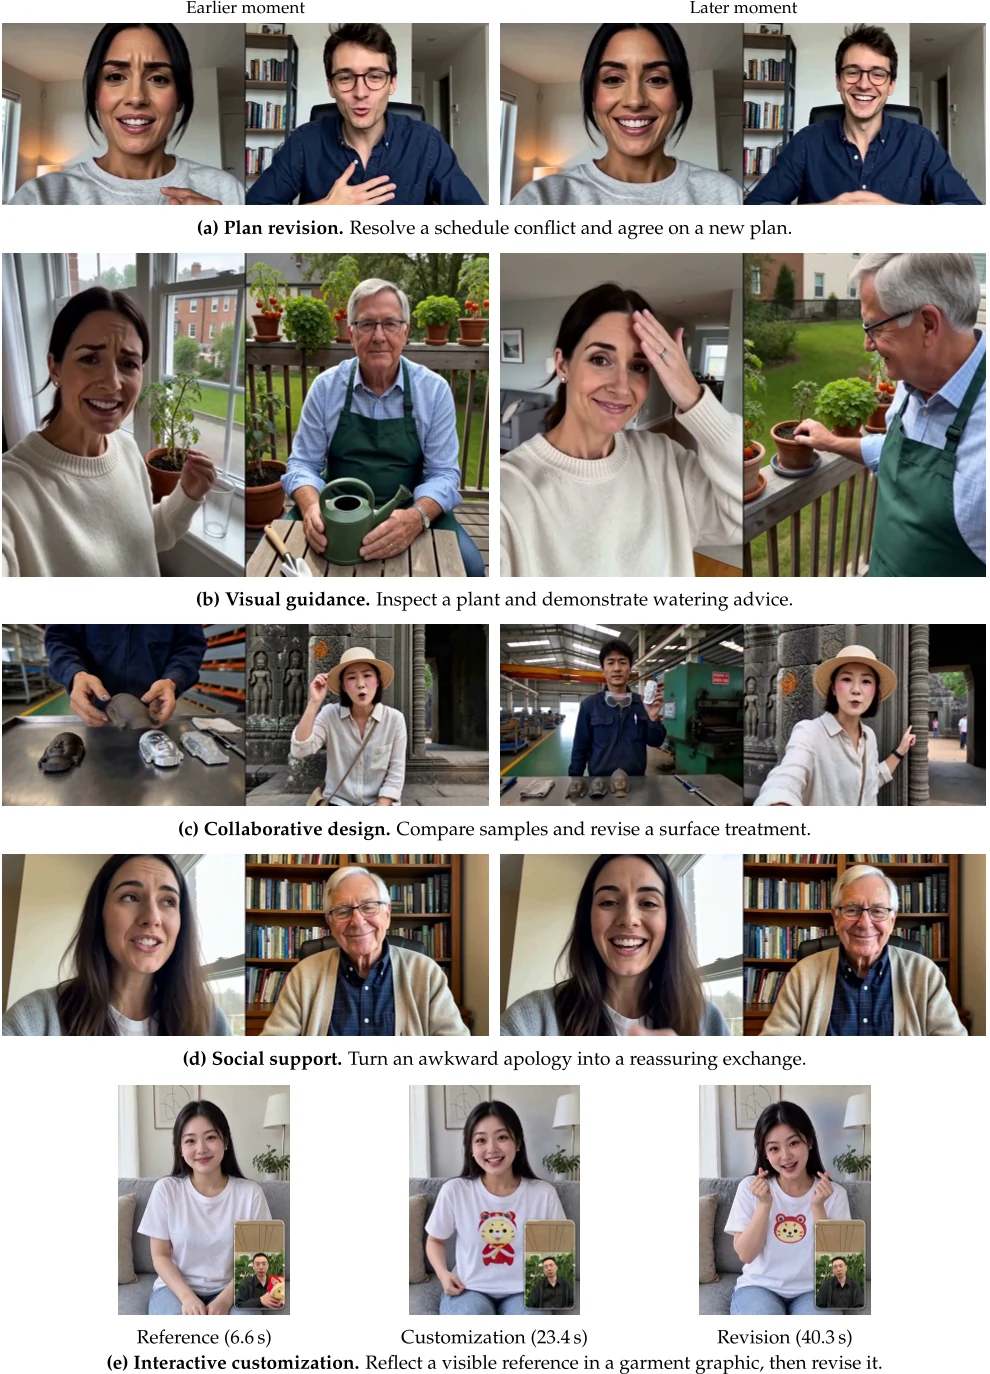 Earlier moment
Later moment
(a) Plan revision. Resolve a schedule conflict and agree on a new plan.
(b) Visual guidance. Inspect a plant and demonstrate watering advice.
(c) Collaborative design. Compare samples and revise a surface treatment.
(d) Social support. Turn an awkward apology into a reassuring exchange.
Reference (6.6 s)
Customization (23.4 s)
Revision (40.3 s)
(e) Interactive customization. Reflect a visible reference in a garment graphic, then revise it.